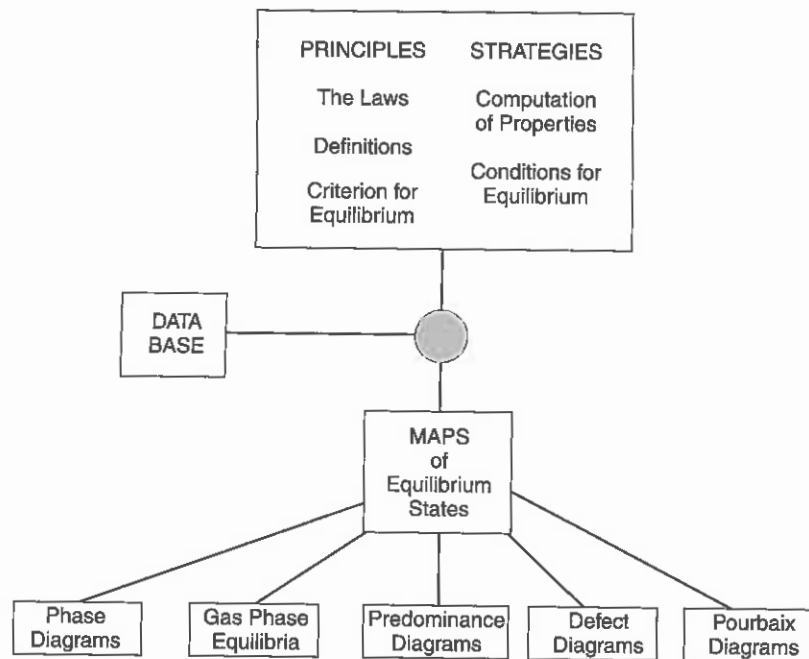 PRINCIPLES
The Laws
Definitions
Criterion for
Equilibrium
STRATEGIES
Computation
of Properties
Conditions for
Equilibrium
DATA
BASE
MAPS
of
Equilibrium
States
Phase
Diagrams
Gas Phase
Equilibria
Predominance
Diagrams
Defect
Diagrams
Pourbaix
Diagrams